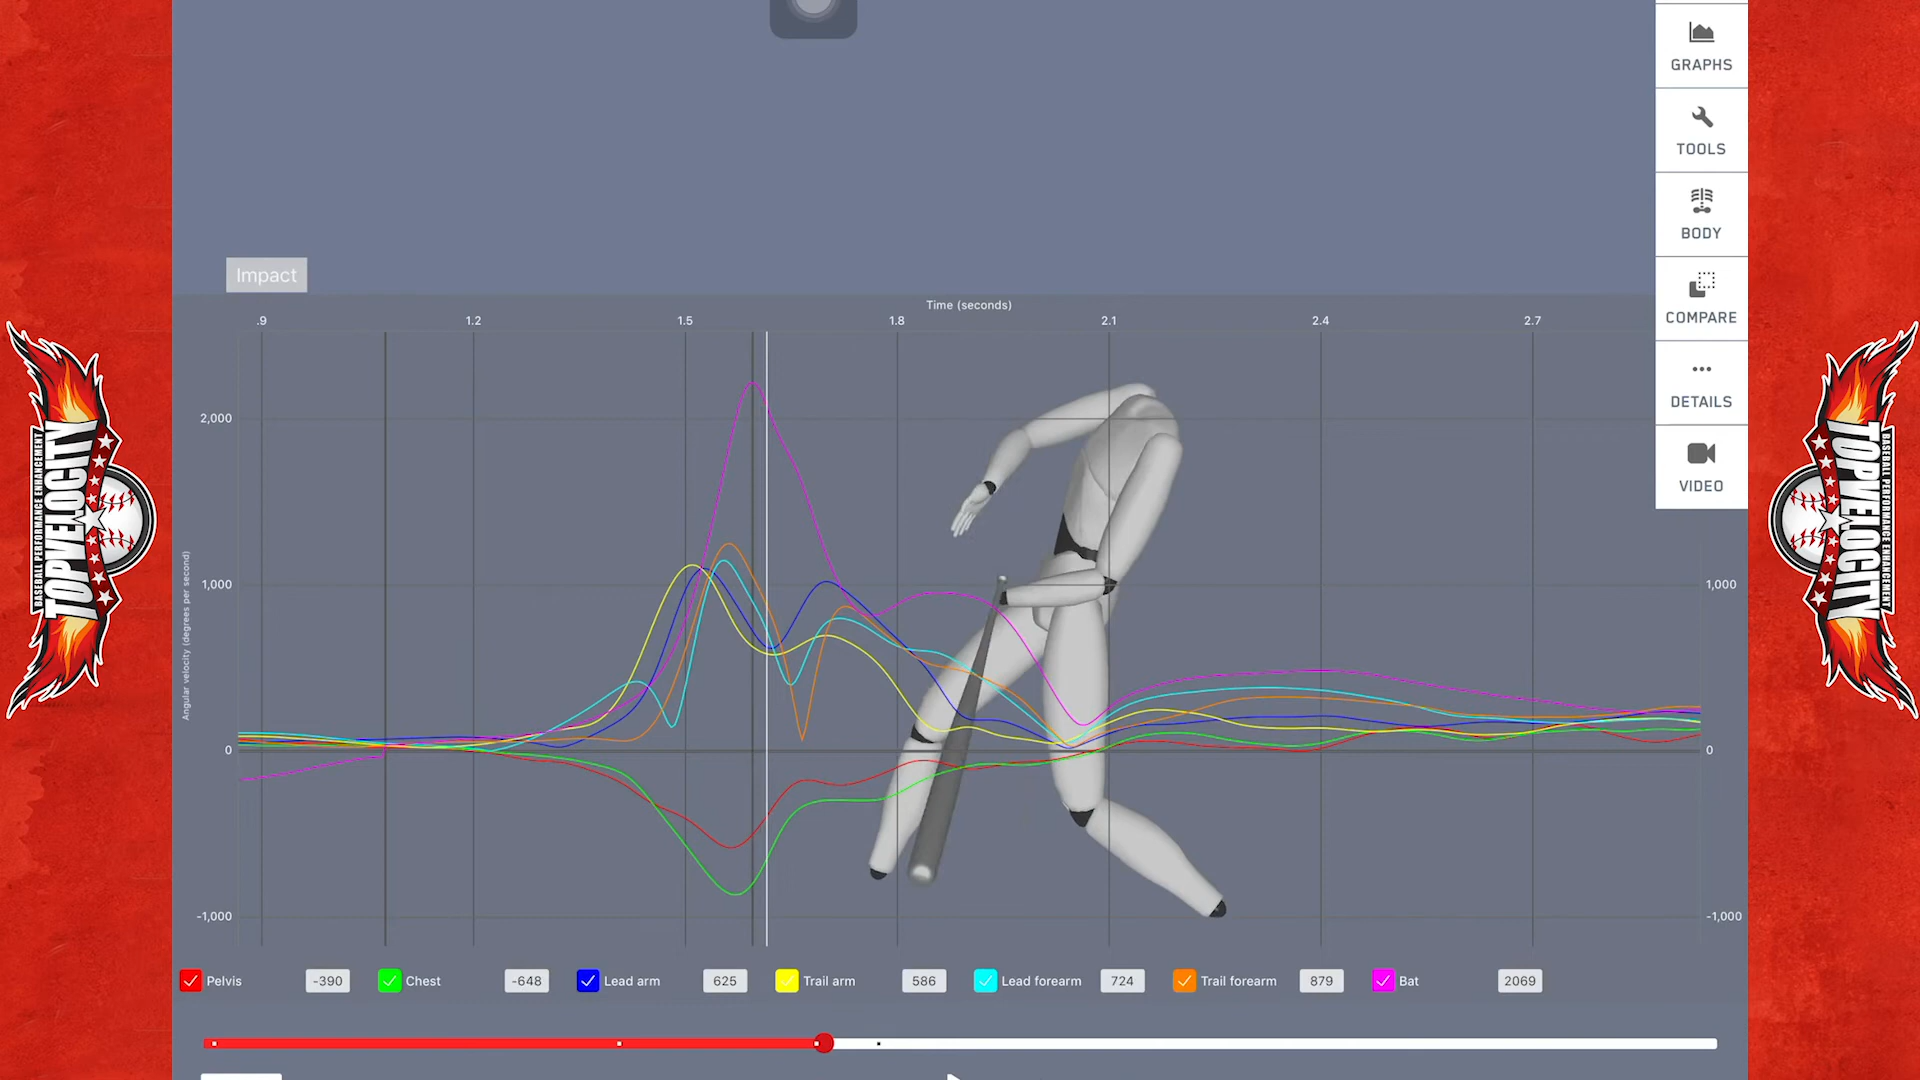 GRAPHS
TOOLS
BODY
COMPARE
DETAILS
VIDEO
Impact
Time (seconds)
.9 1.2 1.5 1.8 2.1 2.4 2.7
Angular velocity (degrees per second)
2,000
1,000 1,000
0 0
-1,000 -1,000
Pelvis -390 Chest -648 Lead arm 625 Trail arm 586 Lead forearm 724 Trail forearm 879 Bat 2069
TOPVELOCITY
BASEBALL PERFORMANCE ENHANCEMENT
TOPVELOCITY
BASEBALL PERFORMANCE ENHANCEMENT